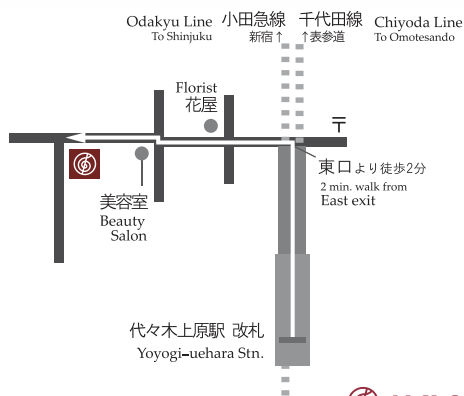 Odakyu Line 小田急線 千代田線 Chiyoda Line
To Shinjuku 新宿↑ ↑表参道 To Omotesando
Florist
花屋
〒
東口より徒歩2分
2 min. walk from
East exit
美容室
Beauty
Salon
代々木上原駅 改札
Yoyogi-uehara Stn.